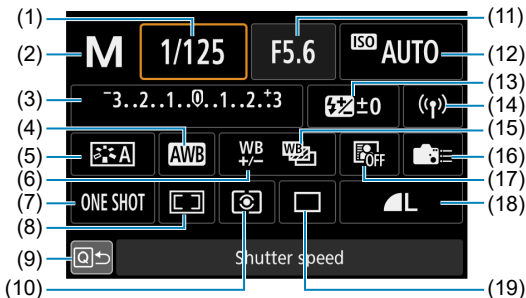 (1) (11)
(2) M 1/125 F5.6 ISO AUTO (12)
(13)
(3) -3..2..1..0..1..2..+3 ±0 (14)
(4) (15)
(5) A AWB WB +/- WB OFF (16)
(6) (17)
(7) ONE SHOT L (18)
(8)
(9) Q Shutter speed
(10) (19)